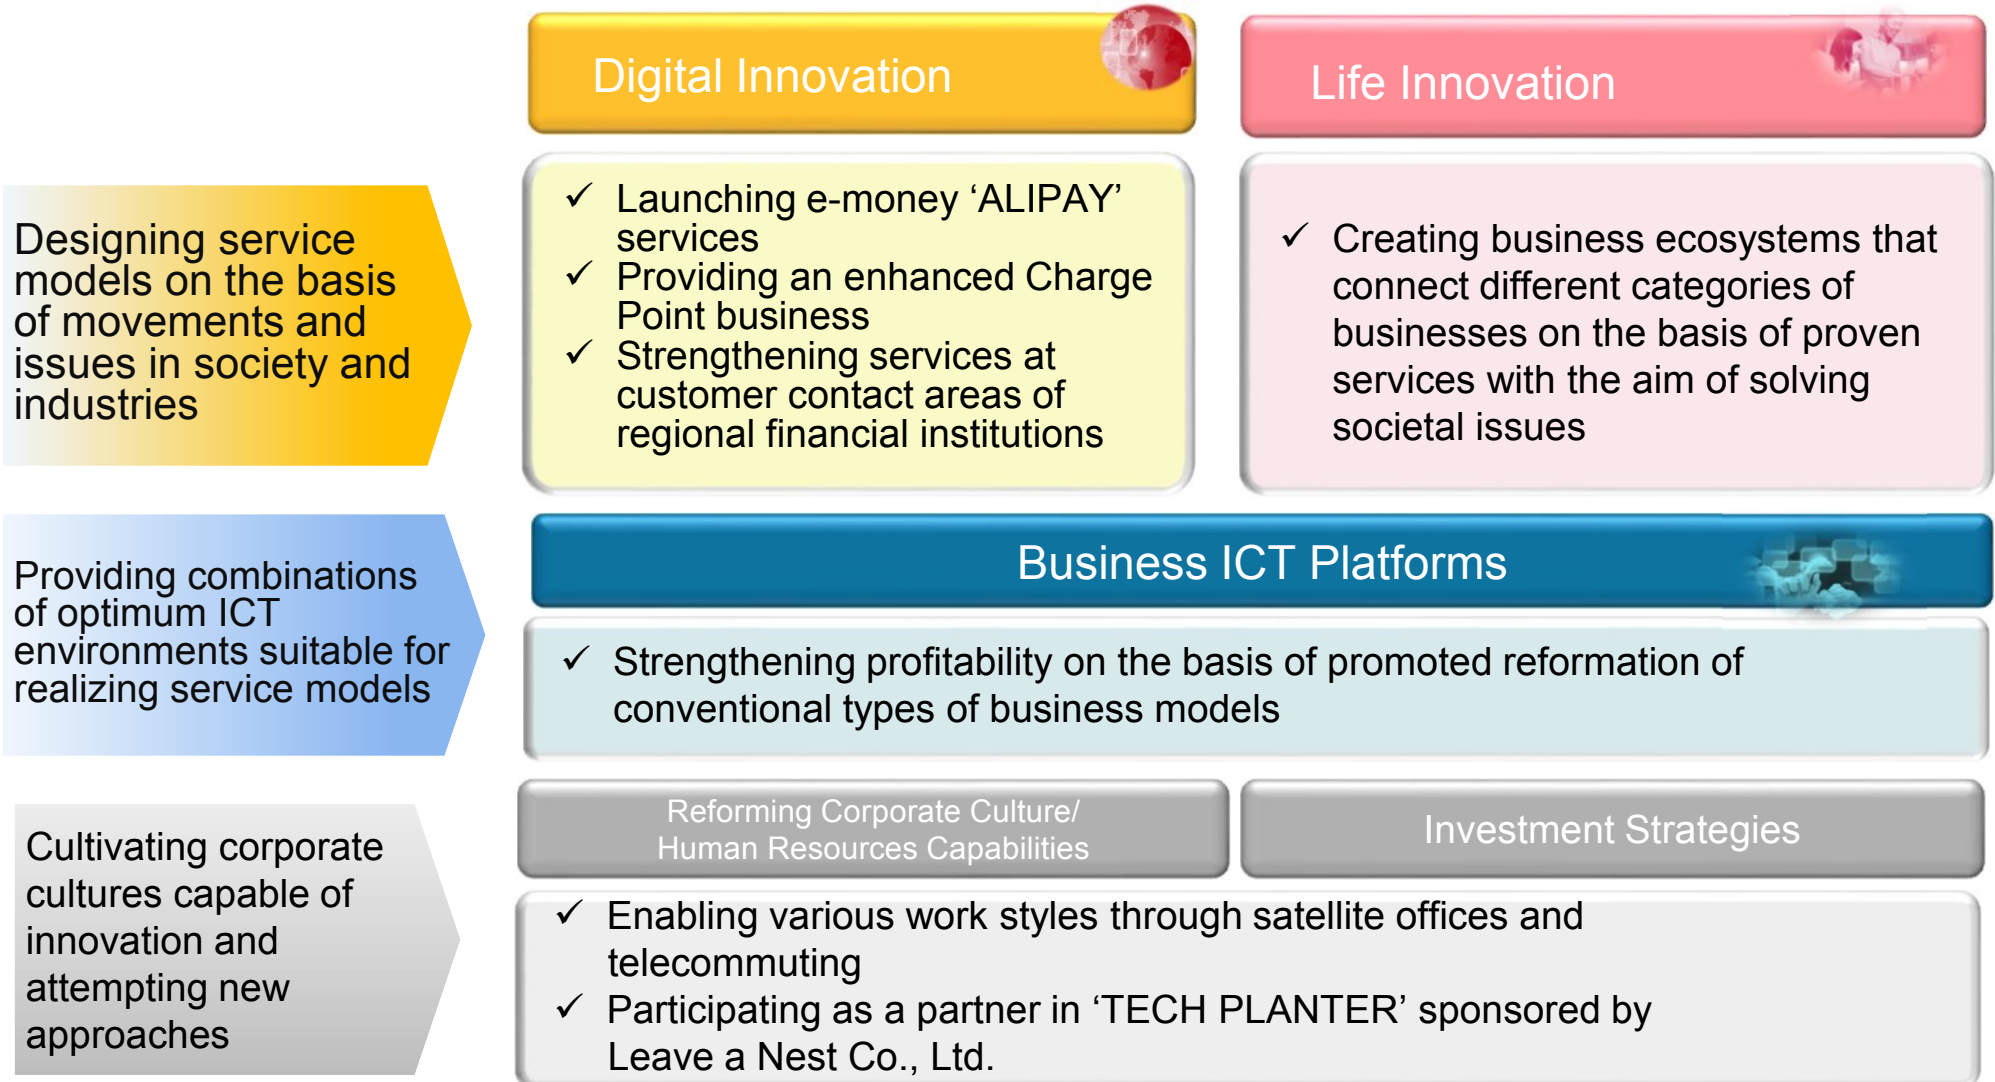 Digital Innovation
Life Innovation
Designing service
models on the basis
of movements and
issues in society and
industries
✓ Launching e-money ‘ALIPAY’
services
✓ Providing an enhanced Charge
Point business
✓ Strengthening services at
customer contact areas of
regional financial institutions
✓ Creating business ecosystems that
connect different categories of
businesses on the basis of proven
services with the aim of solving
societal issues
Providing combinations
of optimum ICT
environments suitable for
realizing service models
Business ICT Platforms
✓ Strengthening profitability on the basis of promoted reformation of
conventional types of business models
Cultivating corporate
cultures capable of
innovation and
attempting new
approaches
Reforming Corporate Culture/
Human Resources Capabilities
Investment Strategies
✓ Enabling various work styles through satellite offices and
telecommuting
✓ Participating as a partner in ‘TECH PLANTER’ sponsored by
Leave a Nest Co., Ltd.